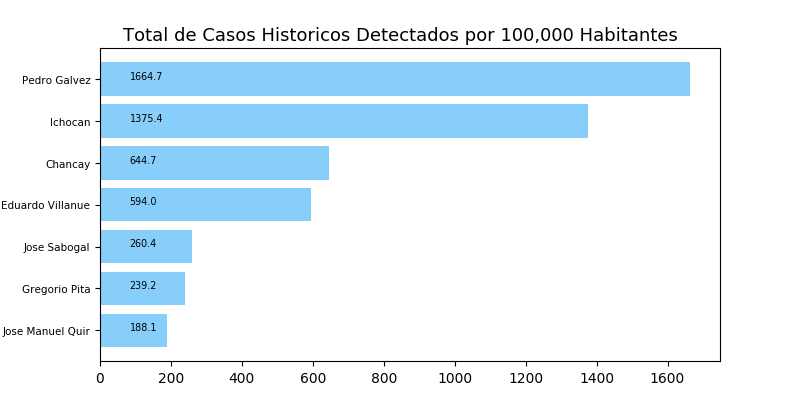 Total de Casos Historicos Detectados por 100,000 Habitantes
Pedro Galvez 1664.7
Ichocan 1375.4
Chancay 644.7
Eduardo Villanue 594.0
Jose Sabogal 260.4
Gregorio Pita 239.2
Jose Manuel Quir 188.1
0 200 400 600 800 1000 1200 1400 1600